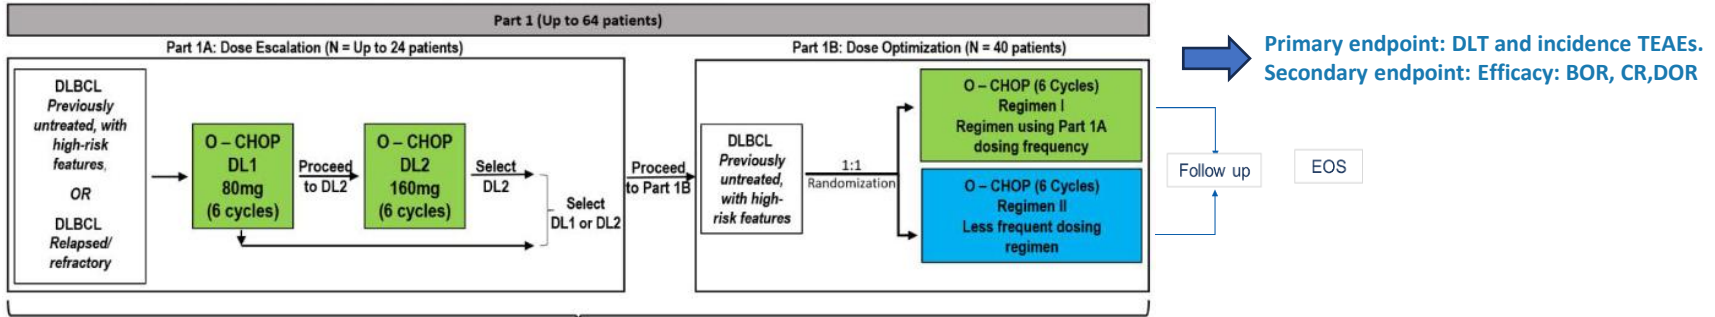 Part 1 (Up to 64 patients)
Part 1A: Dose Escalation (N = Up to 24 patients)
DLBCL
Previously
untreated, with
high-risk
features,
OR
DLBCL
Relapsed/
refractory
O – CHOP
DL1
80mg
(6 cycles)
Proceed
to DL2
O – CHOP
DL2
160mg
(6 cycles)
Select
DL2
Select
DL1 or DL2
Proceed
to Part 1B
Part 1B: Dose Optimization (N = 40 patients)
DLBCL
Previously
untreated,
with high-
risk features
1:1
Randomization
O – CHOP (6 Cycles)
Regimen I
Regimen using Part 1A
dosing frequency
O – CHOP (6 Cycles)
Regimen II
Less frequent dosing
regimen
Primary endpoint: DLT and incidence TEAEs.
Secondary endpoint: Efficacy: BOR, CR,DOR
Follow up
EOS